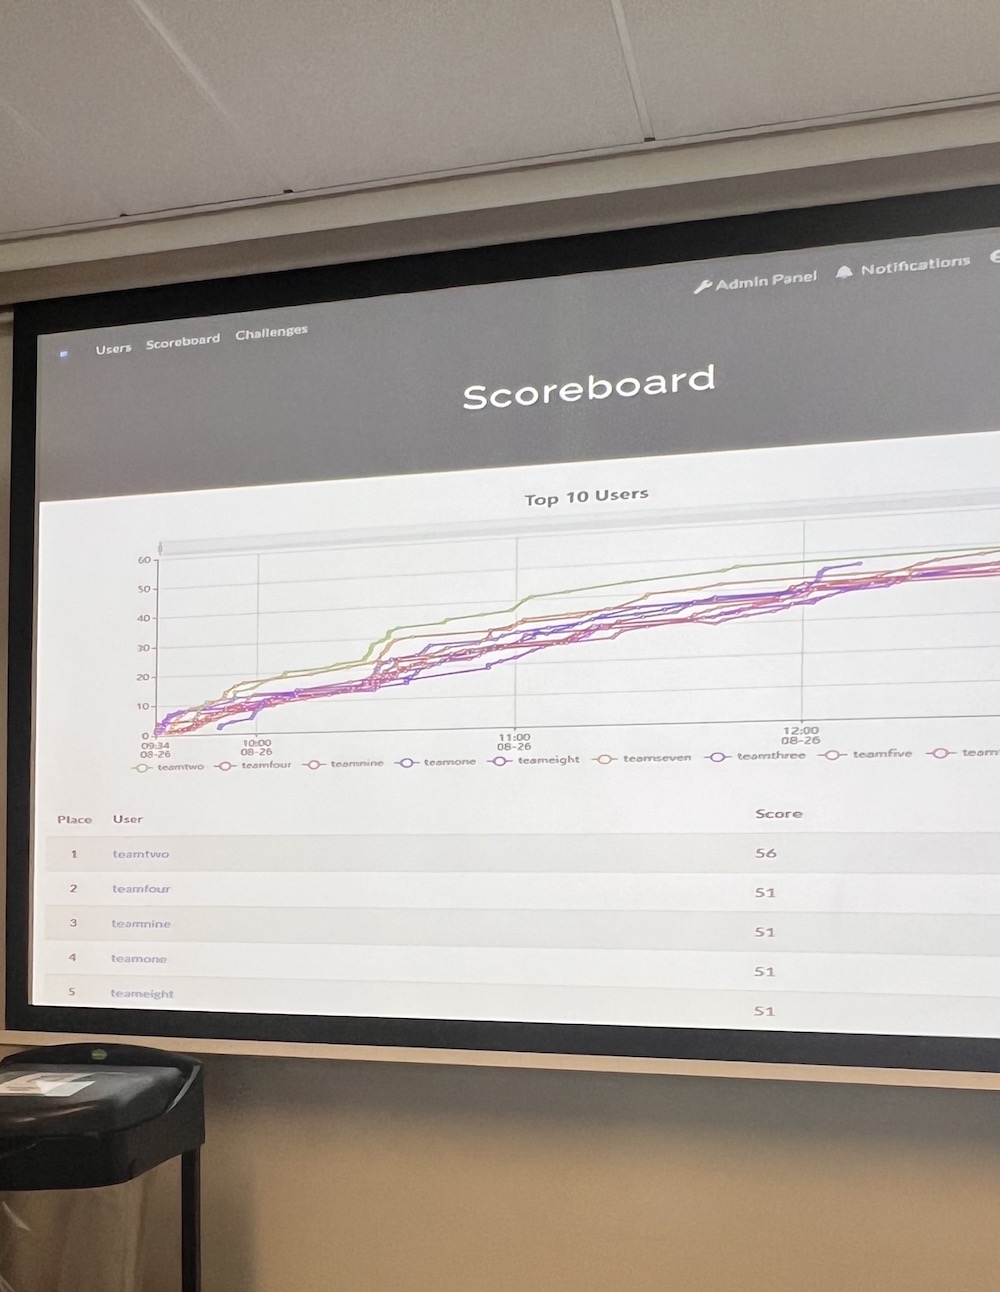 Admin Panel Notifications
Users Scoreboard Challenges
Scoreboard
Top 10 Users
60
50
40
30
20
10
0
09:34 10:00 11:00 12:00
08-26 08-26 08-26 08-26
teamtwo teamfour teamnine teamone teameight teamseven teamthree teamfive team
Place User Score
1 teamtwo 56
2 teamfour 51
3 teamnine 51
4 teamone 51
5 teameight 51